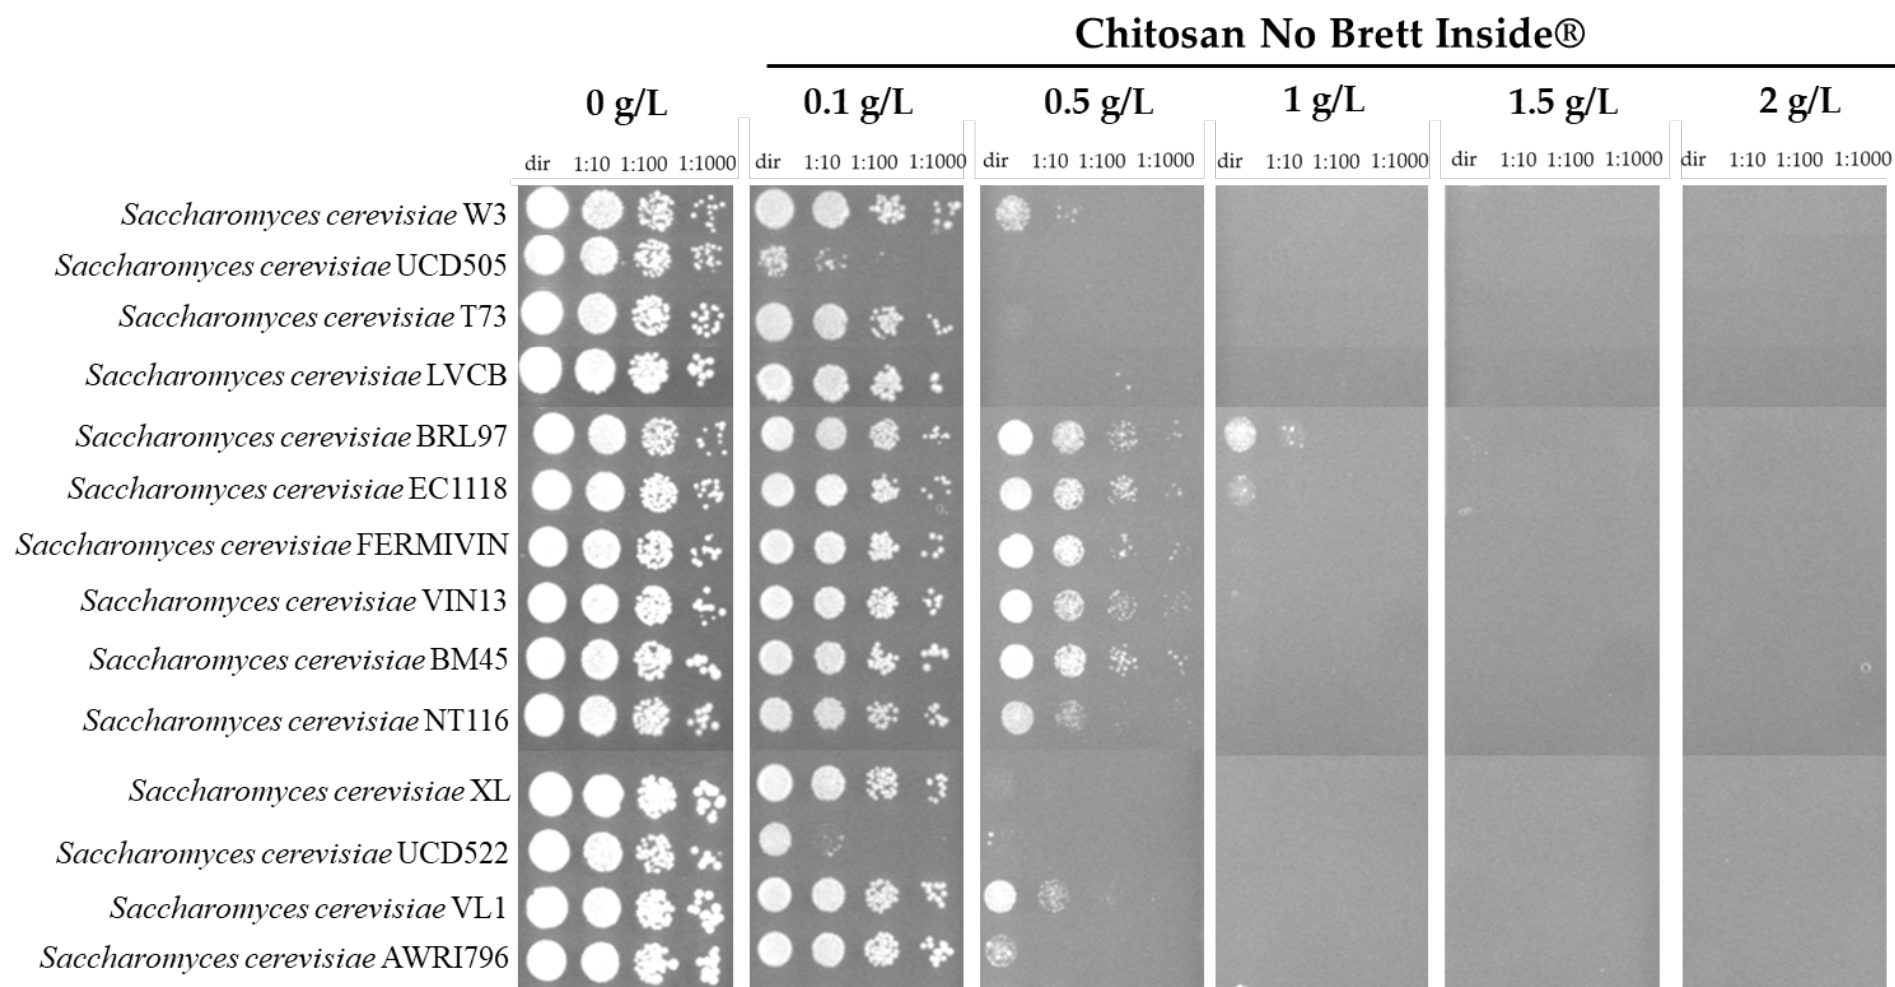 Chitosan No Brett Inside®
0 g/L 0.1 g/L 0.5 g/L 1 g/L 1.5 g/L 2 g/L
dir 1:10 1:100 1:1000 dir 1:10 1:100 1:1000 dir 1:10 1:100 1:1000 dir 1:10 1:100 1:1000 dir 1:10 1:100 1:1000 dir 1:10 1:100 1:1000
Saccharomyces cerevisiae W3
Saccharomyces cerevisiae UCD505
Saccharomyces cerevisiae T73
Saccharomyces cerevisiae LVCB
Saccharomyces cerevisiae BRL97
Saccharomyces cerevisiae EC1118
Saccharomyces cerevisiae FERMIVIN
Saccharomyces cerevisiae VIN13
Saccharomyces cerevisiae BM45
Saccharomyces cerevisiae NT116
Saccharomyces cerevisiae XL
Saccharomyces cerevisiae UCD522
Saccharomyces cerevisiae VL1
Saccharomyces cerevisiae AWRI796